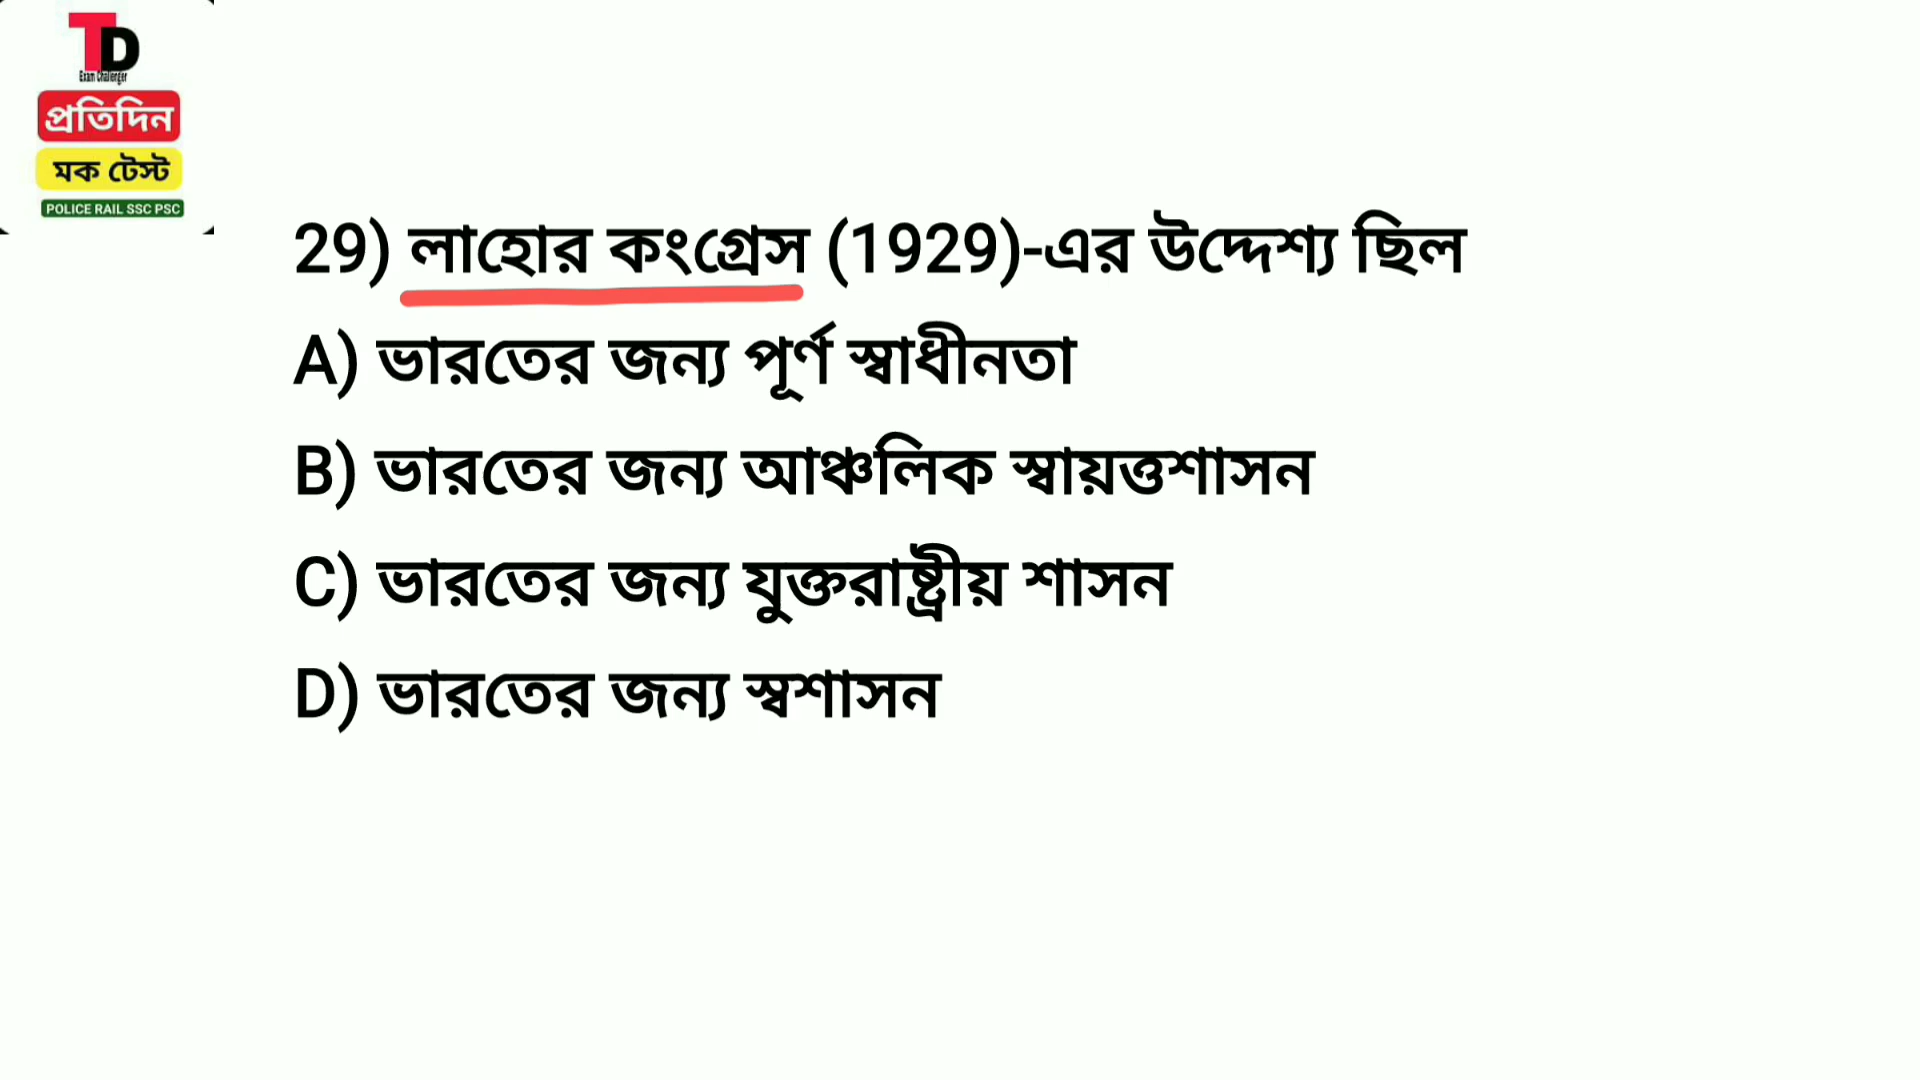 TD
Exam Challenger
প্রতিদিন
মক টেস্ট
POLICE RAIL SSC PSC
29) লাহোর কংগ্রেস (1929)-এর উদ্দেশ্য ছিল
A) ভারতের জন্য পূর্ণ স্বাধীনতা
B) ভারতের জন্য আঞ্চলিক স্বায়ত্তশাসন
C) ভারতের জন্য যুক্তরাষ্ট্রীয় শাসন
D) ভারতের জন্য স্বশাসন